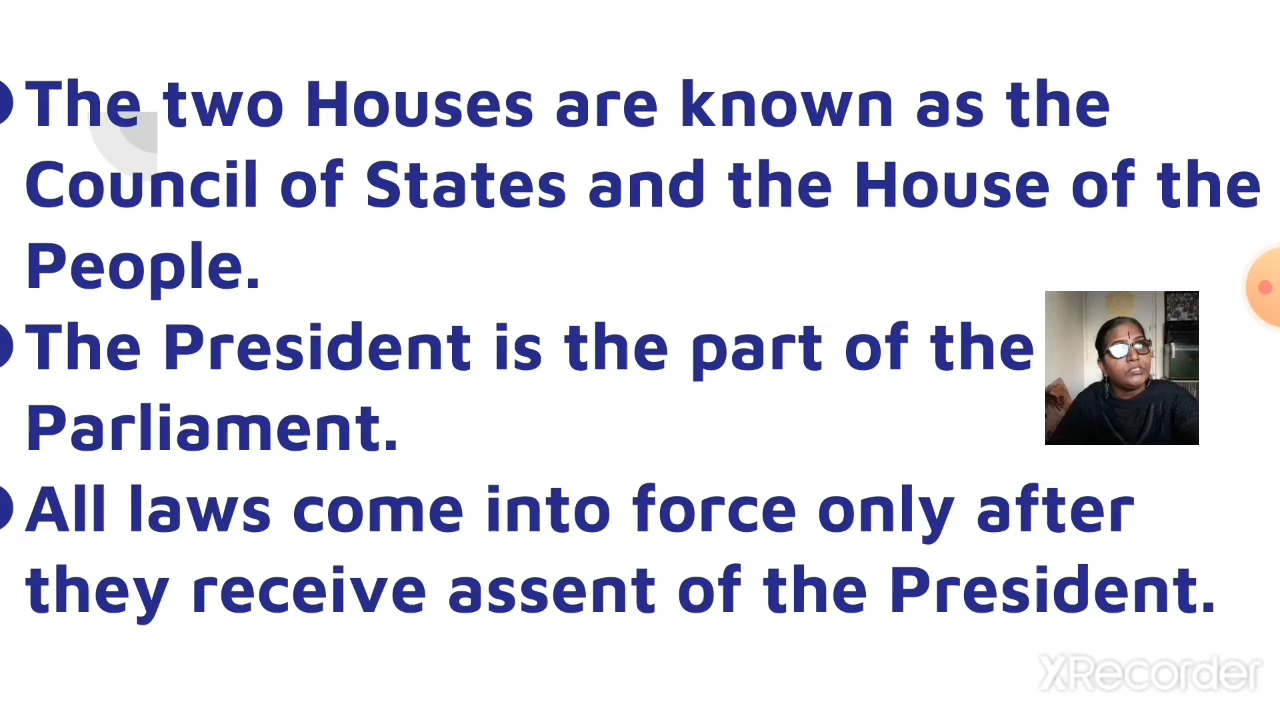 The two Houses are known as the
Council of States and the House of the
People.
The President is the part of the
Parliament.
All laws come into force only after
they receive assent of the President.
XRecorder